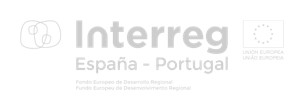 Interreg
España - Portugal
Fondo Europeo de Desarrollo Regional
Fundo Europeu de Desenvolvimento Regional
UNIÓN EUROPEA
UNIÃO EUROPEIA